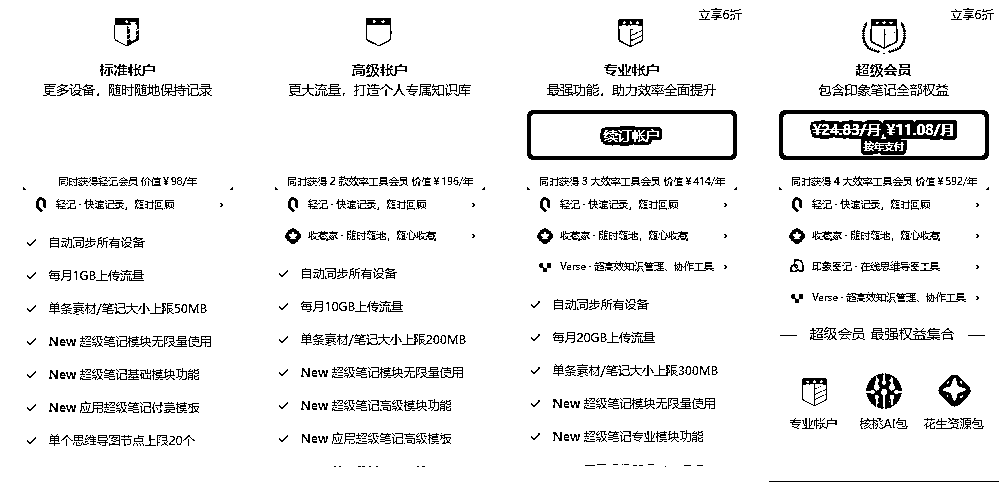 标准帐户
更多设备，随时随地保持记录
同时获得轻记会员 价值￥98/年
轻记 · 快速记录，随时回顾
自动同步所有设备
每月1GB上传流量
单条素材/笔记大小上限50MB
New 超级笔记模块无限量使用
New 超级笔记基础模块功能
New 应用超级笔记付费模板
单个思维导图节点上限20个
高级帐户
更大流量，打造个人专属知识库
同时获得 2 款效率工具会员 价值￥196/年
轻记 · 快速记录，随时回顾
收藏家 · 随时随地，随心收藏
自动同步所有设备
每月10GB上传流量
单条素材/笔记大小上限200MB
New 超级笔记模块无限量使用
New 超级笔记高级模块功能
New 应用超级笔记高级模板
立享6折
专业帐户
最强功能，助力效率全面提升
续订帐户
同时获得 3 大效率工具会员 价值￥414/年
轻记 · 快速记录，随时回顾
收藏家 · 随时随地，随心收藏
Verse · 超高效知识管理、协作工具
自动同步所有设备
每月20GB上传流量
单条素材/笔记大小上限300MB
New 超级笔记模块无限量使用
New 超级笔记专业模块功能
立享6折
超级会员
包含印象笔记全部权益
¥24.83/月 ¥11.08/月
按年支付
同时获得 4 大效率工具会员 价值￥592/年
轻记 · 快速记录，随时回顾
收藏家 · 随时随地，随心收藏
印象图记 · 在线思维导图工具
Verse · 超高效知识管理、协作工具
超级会员 最强权益集合
专业帐户 核桃AI包 花生资源包